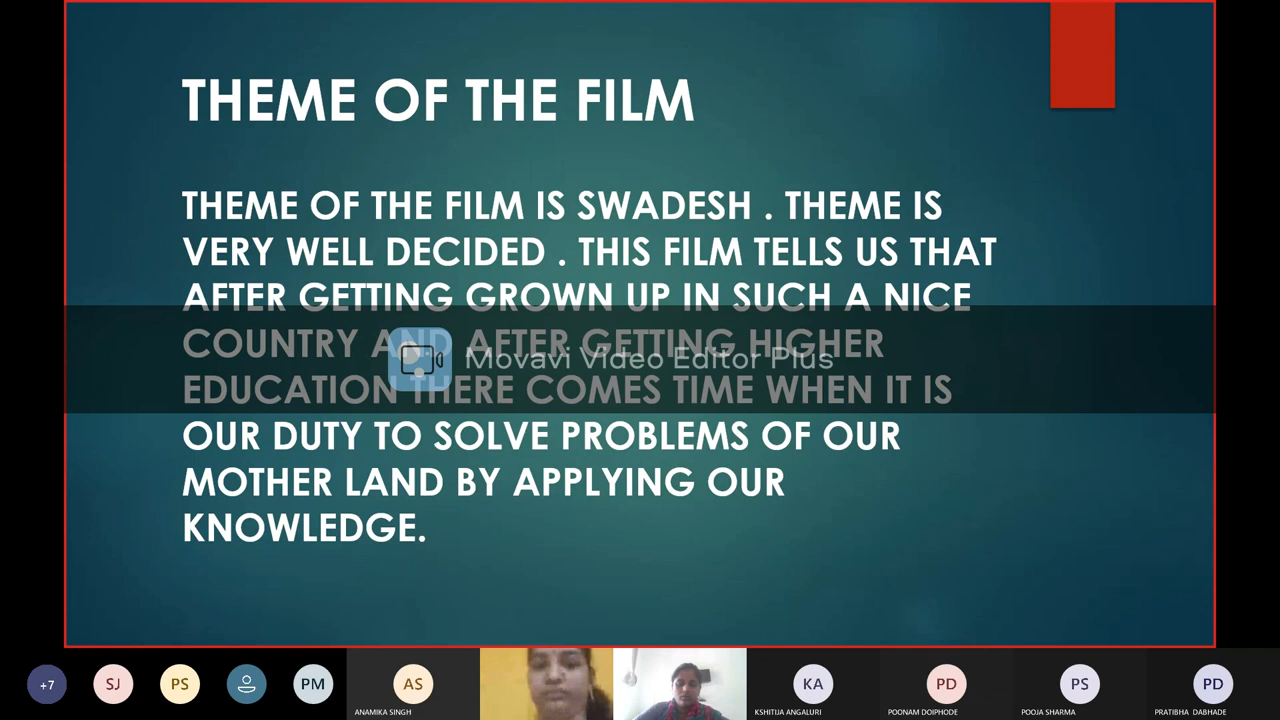 THEME OF THE FILM
THEME OF THE FILM IS SWADESH . THEME IS
VERY WELL DECIDED . THIS FILM TELLS US THAT
AFTER GETTING GROWN UP IN SUCH A NICE
COUNTRY AND AFTER GETTING HIGHER
Movavi Video Editor Plus
EDUCATION THERE COMES TIME WHEN IT IS
OUR DUTY TO SOLVE PROBLEMS OF OUR
MOTHER LAND BY APPLYING OUR
KNOWLEDGE.
+7 SJ PS PM AS KA PD PS PD
ANAMIKA SINGH KSHITIJA ANGALURI POONAM DOIPHODE POOJA SHARMA PRATIBHA DABHADE